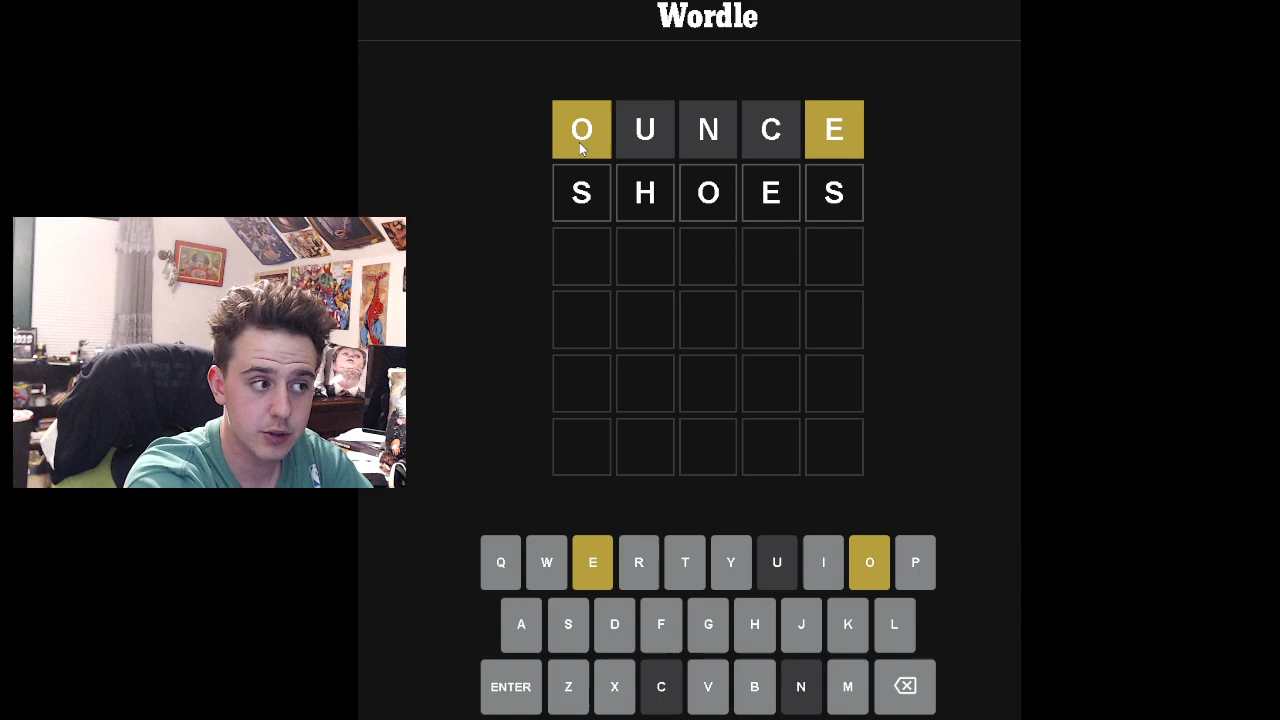 Wordle
O U N C E
S H O E S
Q W E R T Y U I O P
A S D F G H J K L
ENTER Z X C V B N M